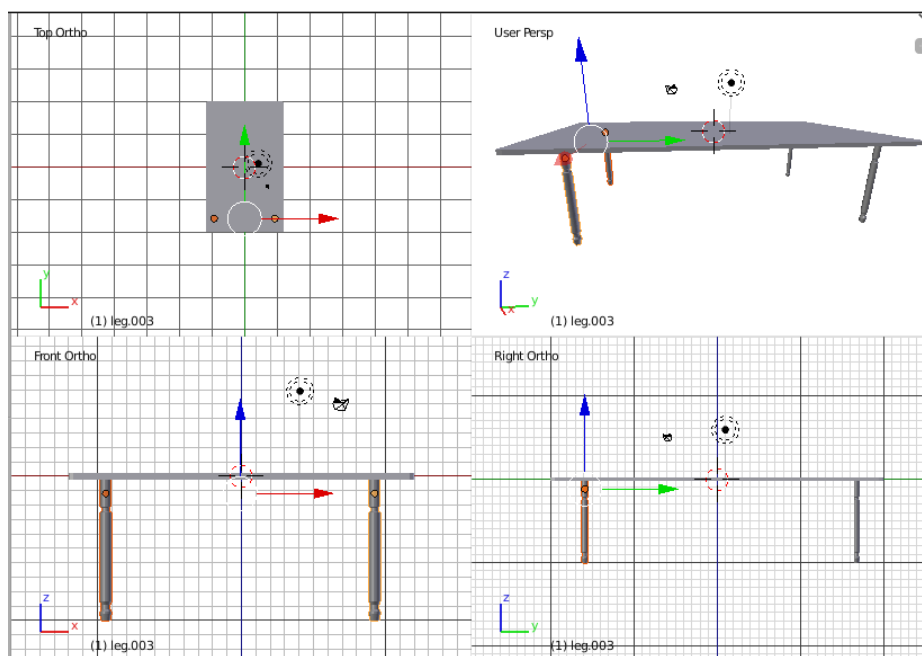 Top Ortho
y
x
(1) leg.003
User Persp
z
y
x
(1) leg.003
Front Ortho
z
x
(1) leg.003
Right Ortho
z
y
(1) leg.003